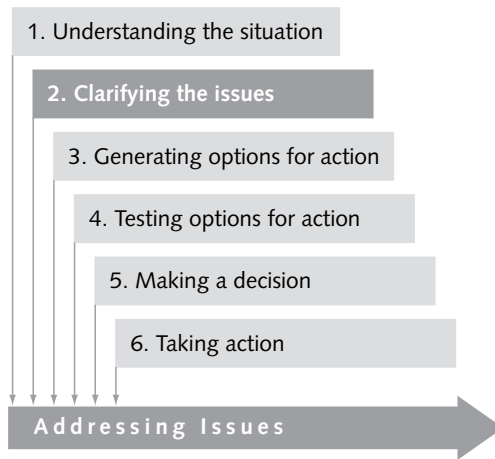 1. Understanding the situation
2. Clarifying the issues
3. Generating options for action
4. Testing options for action
5. Making a decision
6. Taking action
Addressing Issues